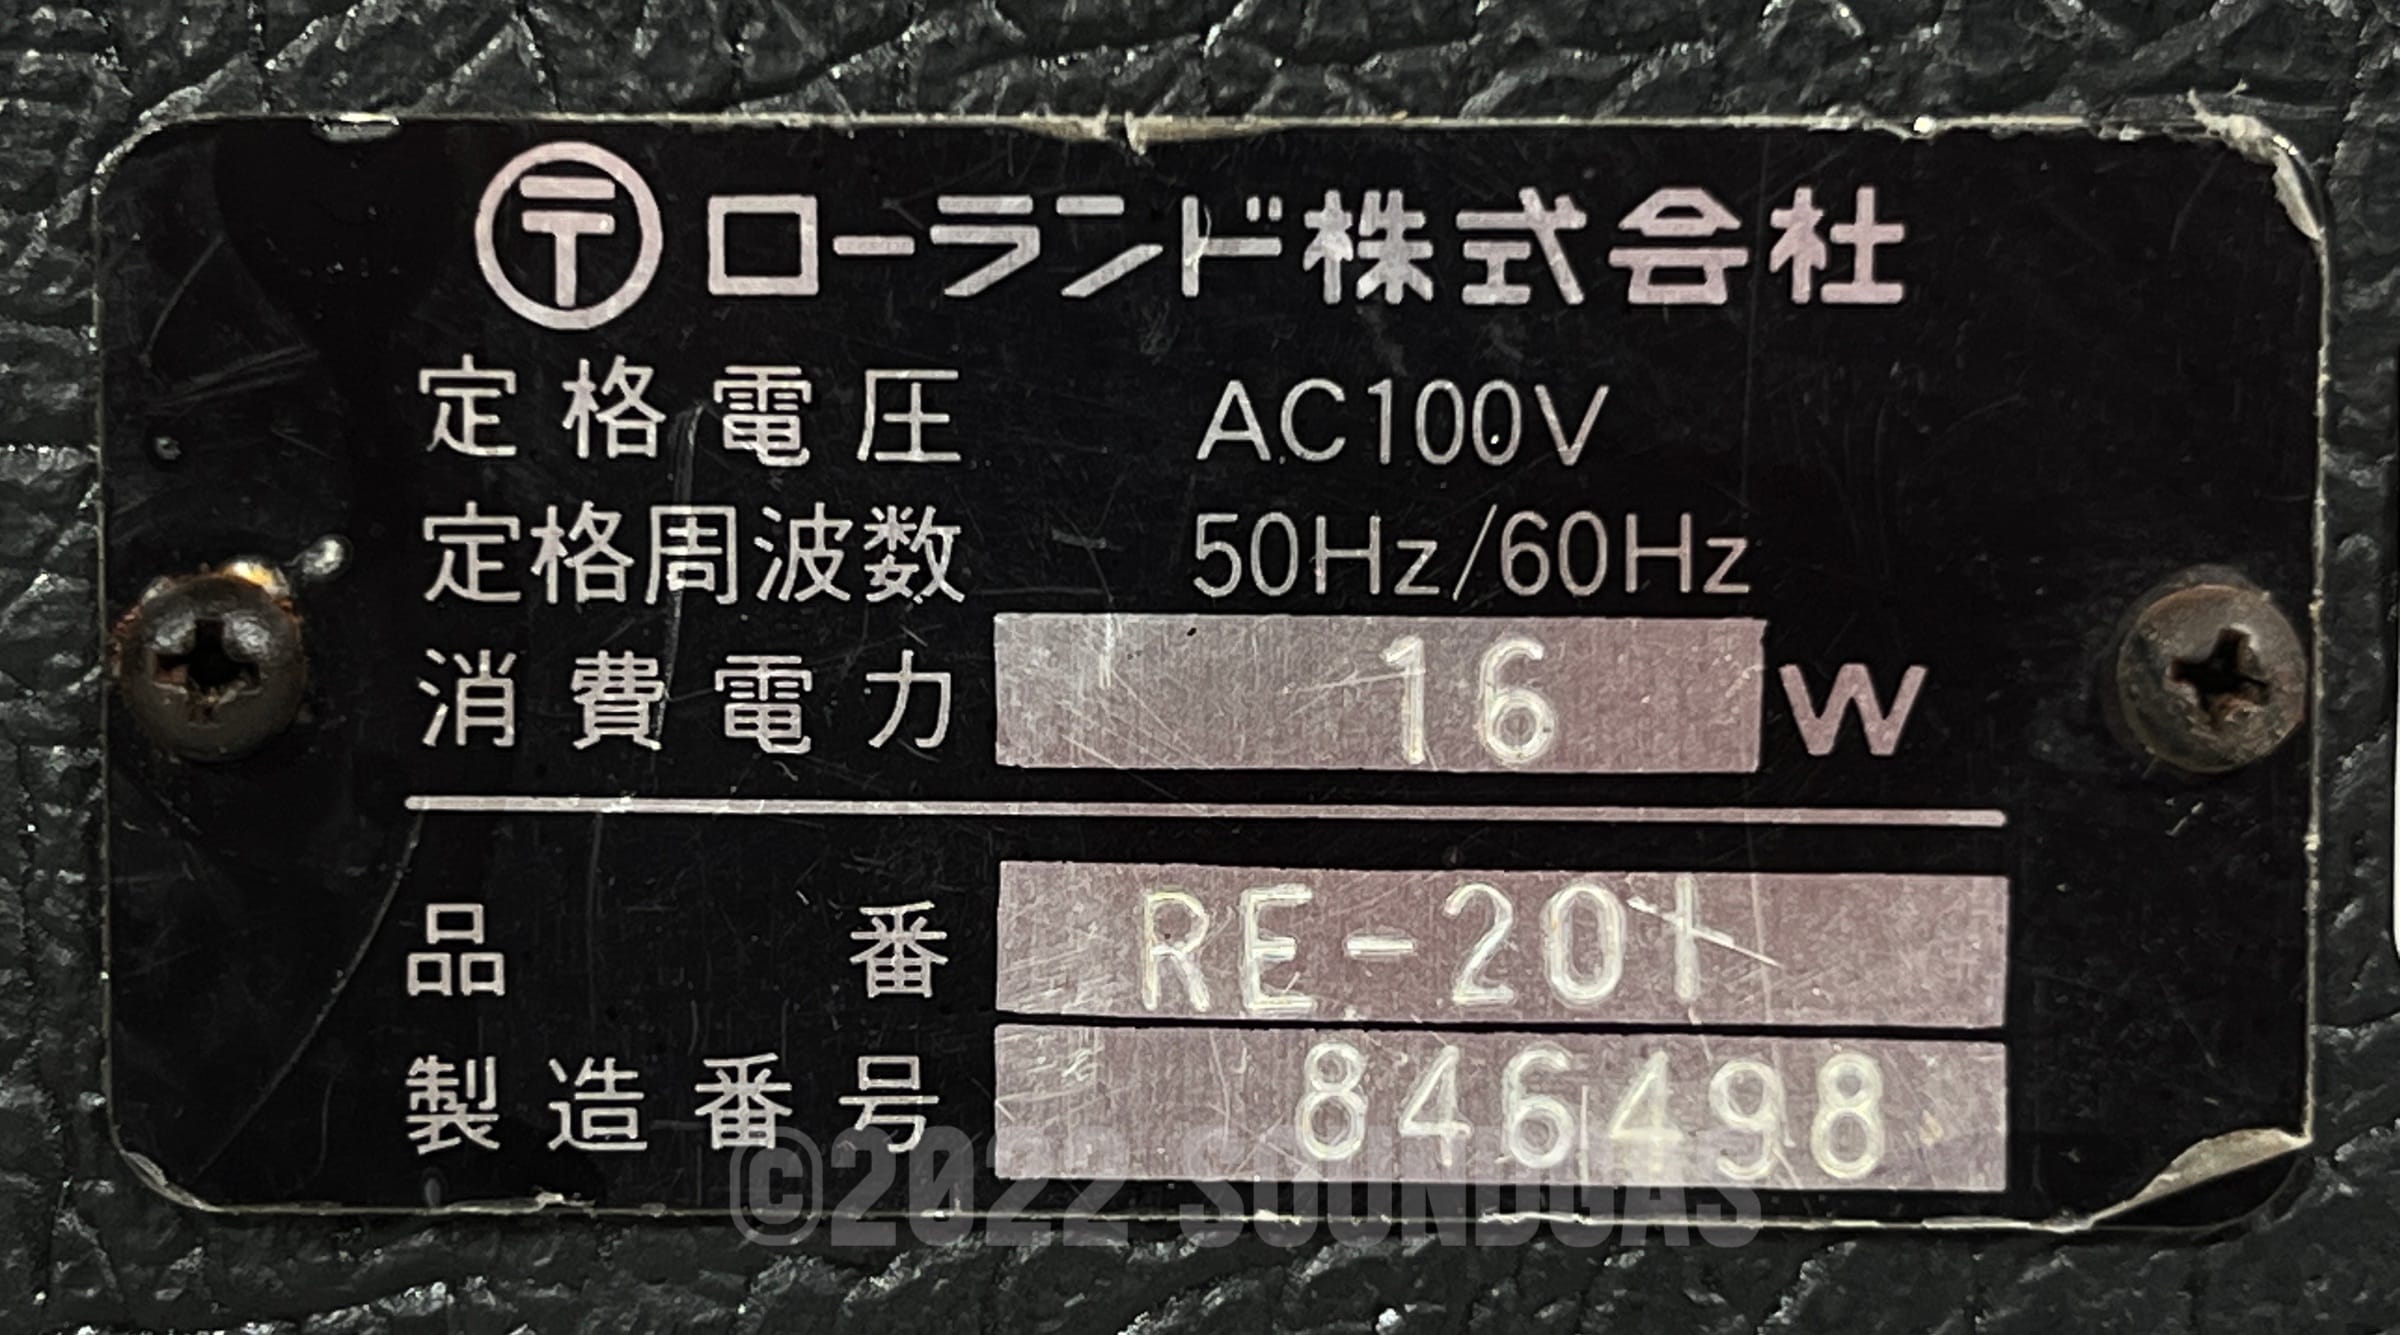 〶 ローランド株式会社
定格電圧 AC100V
定格周波数 50Hz/60Hz
消費電力 16 W
品番 RE-201
製造番号 846498
©2022 SOUNDGAS